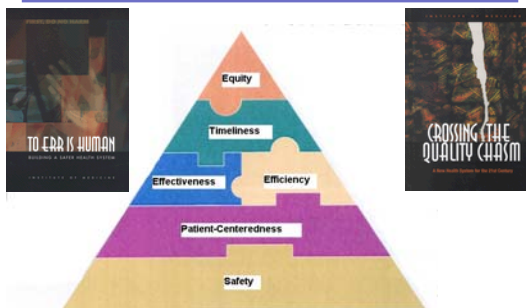 TO ERR IS HUMAN
BUILDING A SAFER HEALTH SYSTEM
INSTITUTE OF MEDICINE
Equity
Timeliness
Effectiveness
Efficiency
Patient-Centeredness
Safety
INSTITUTE OF MEDICINE
CROSSING THE
QUALITY CHASM
A New Health System for the 21st Century